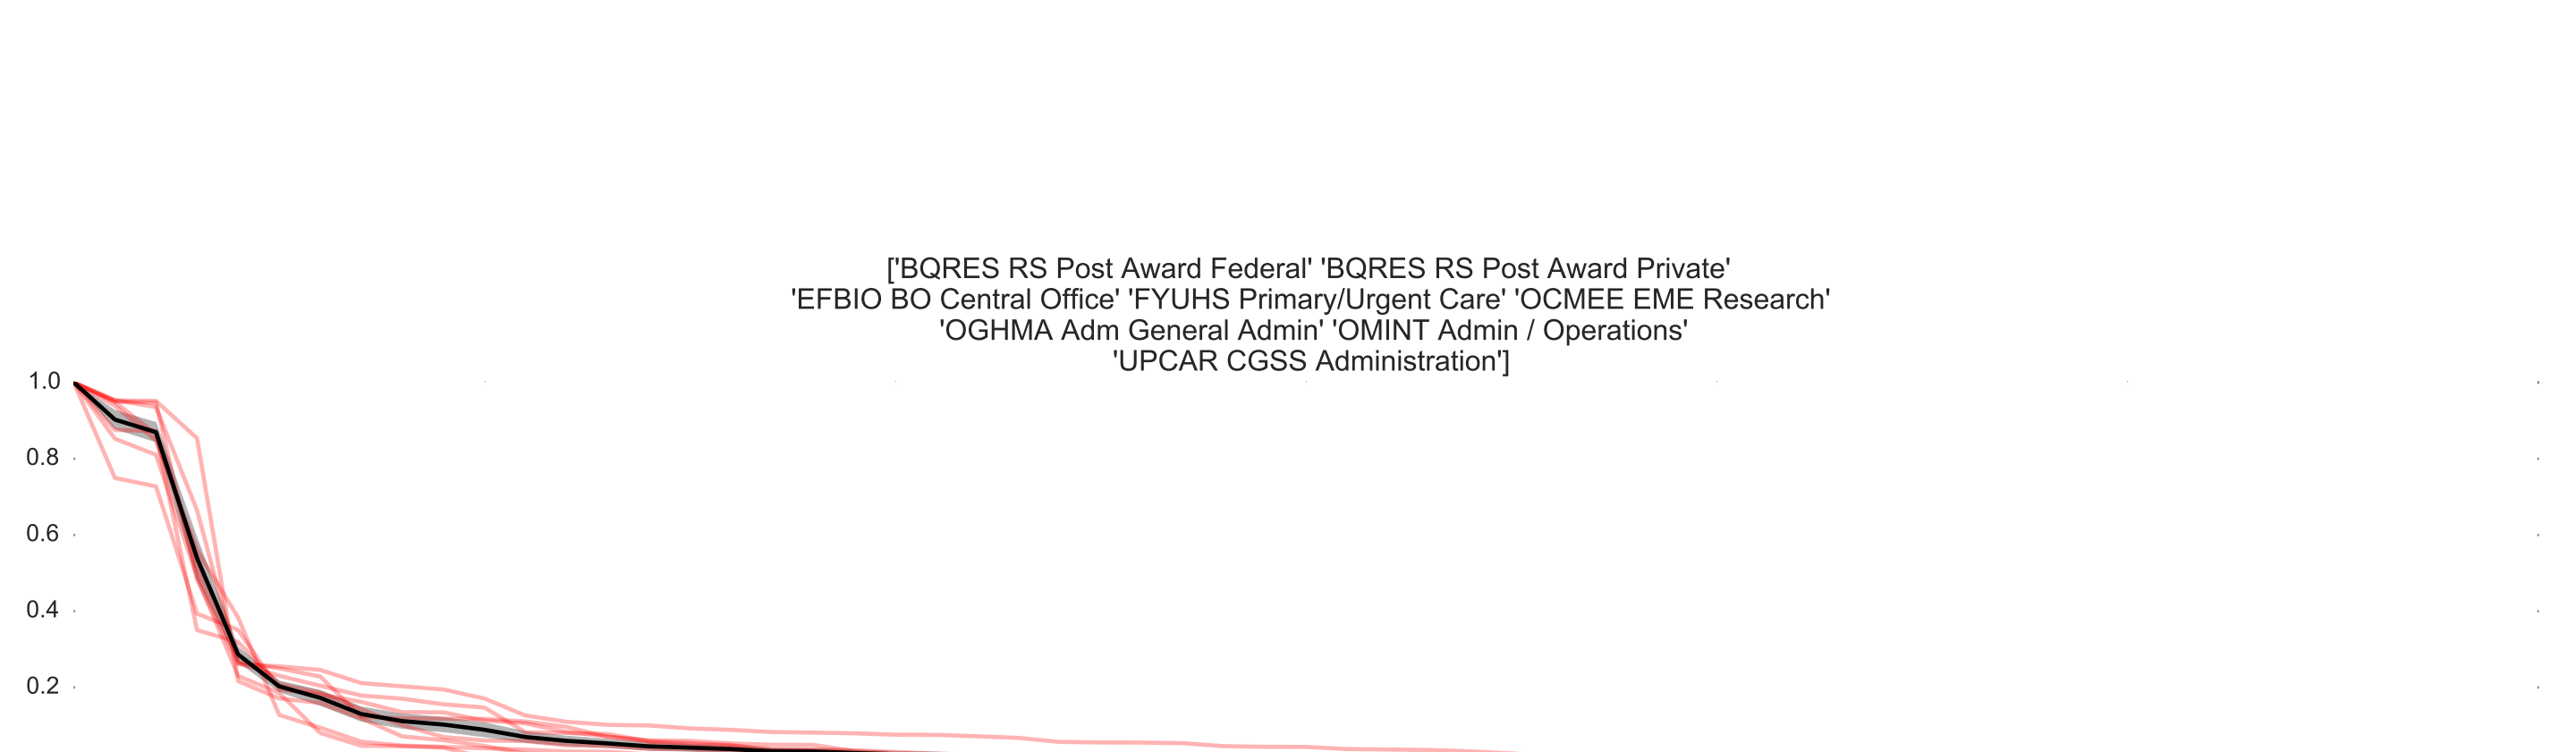 ['BQRES RS Post Award Federal' 'BQRES RS Post Award Private'
'EFBIO BO Central Office' 'FYUHS Primary/Urgent Care' 'OCMEE EME Research'
'OGHMA Adm General Admin' 'OMINT Admin / Operations'
'UPCAR CGSS Administration']
1.0
0.8
0.6
0.4
0.2